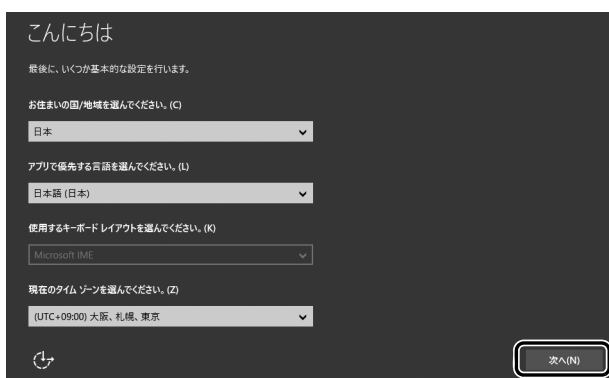 こんにちは
最後に、いくつか基本的な設定を行います。
お住まいの国/地域を選んでください。(C)
日本
アプリで優先する言語を選んでください。(L)
日本語 (日本)
使用するキーボード レイアウトを選んでください。(K)
Microsoft IME
現在のタイム ゾーンを選んでください。(Z)
(UTC+09:00) 大阪、札幌、東京
次へ(N)